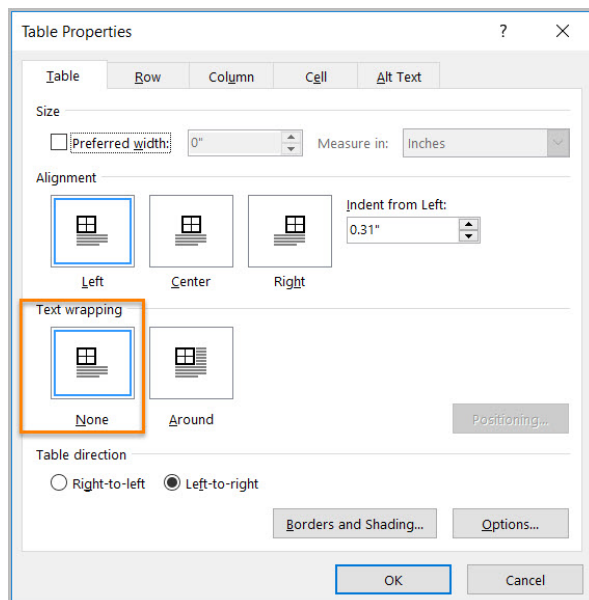 Table Properties
?
Table Row Column Cell Alt Text
Size
Preferred width: 0" Measure in: Inches
Alignment
Indent from Left:
0.31"
Left Center Right
Text wrapping
None Around
Positioning...
Table direction
Right-to-left Left-to-right
Borders and Shading... Options...
OK Cancel